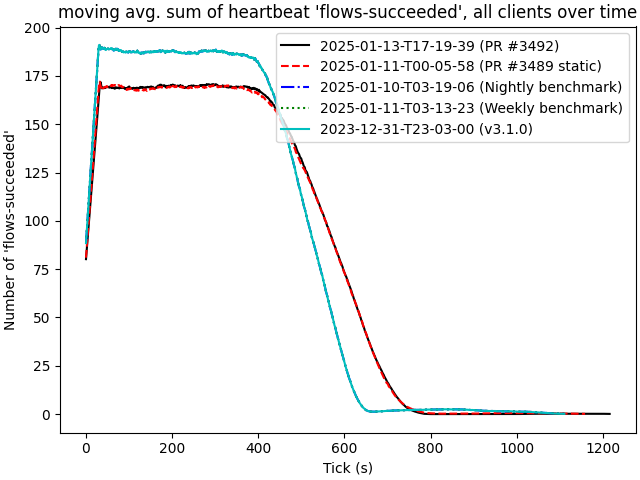 moving avg. sum of heartbeat 'flows-succeeded', all clients over time
2025-01-13-T17-19-39 (PR #3492)
2025-01-11-T00-05-58 (PR #3489 static)
2025-01-10-T03-19-06 (Nightly benchmark)
2025-01-11-T03-13-23 (Weekly benchmark)
2023-12-31-T23-03-00 (v3.1.0)
Number of 'flows-succeeded'
200
175
150
125
100
75
50
25
0
0 200 400 600 800 1000 1200
Tick (s)